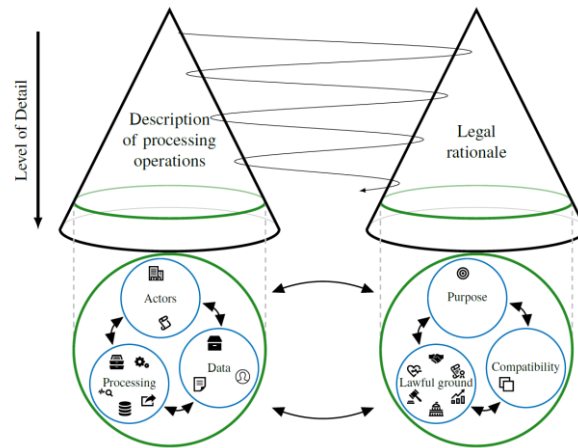 Level of Detail
Description
of processing
operations
Legal
rationale
Actors
Processing
Data
Purpose
Lawful ground
Compatibility